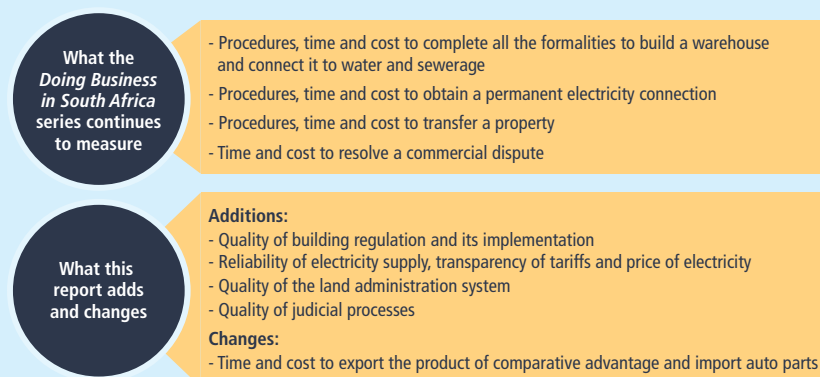 What the
Doing Business
in South Africa
series continues
to measure
- Procedures, time and cost to complete all the formalities to build a warehouse
and connect it to water and sewerage
- Procedures, time and cost to obtain a permanent electricity connection
- Procedures, time and cost to transfer a property
- Time and cost to resolve a commercial dispute
What this
report adds
and changes
Additions:
- Quality of building regulation and its implementation
- Reliability of electricity supply, transparency of tariffs and price of electricity
- Quality of the land administration system
- Quality of judicial processes
Changes:
- Time and cost to export the product of comparative advantage and import auto parts